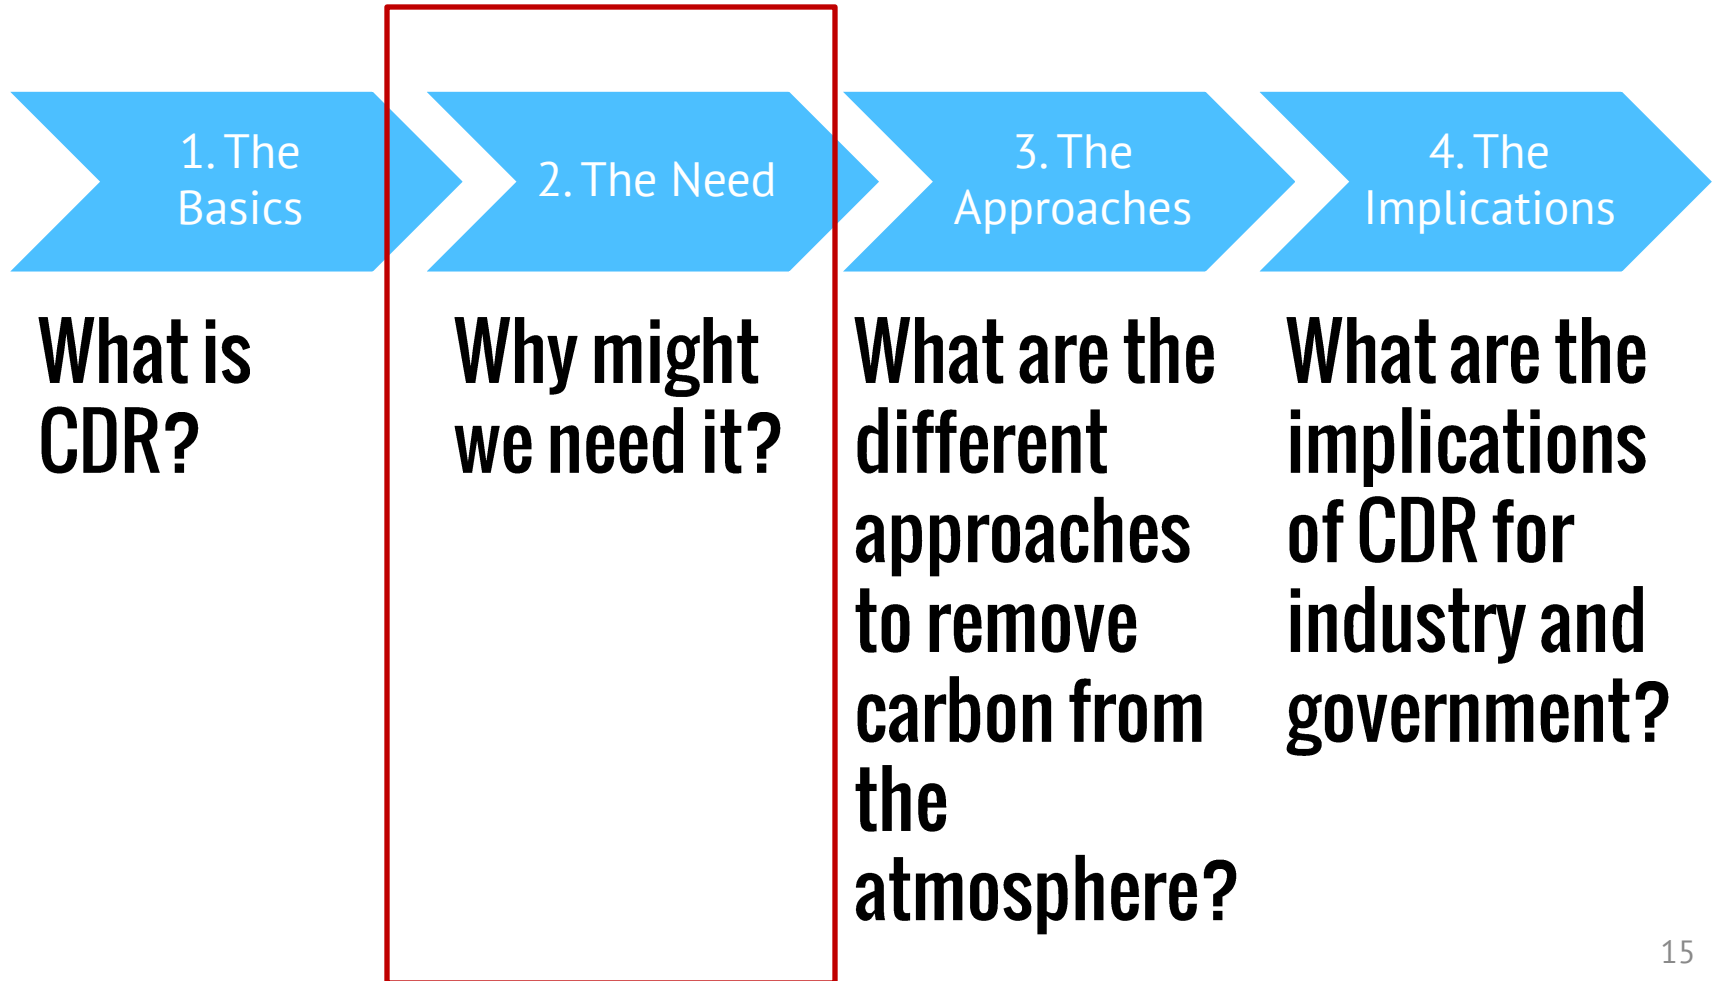 1. The
Basics
2. The Need
3. The
Approaches
4. The
Implications
What is
CDR?
Why might
we need it?
What are the
different
approaches
to remove
carbon from
the
atmosphere?
What are the
implications
of CDR for
industry and
government?
15